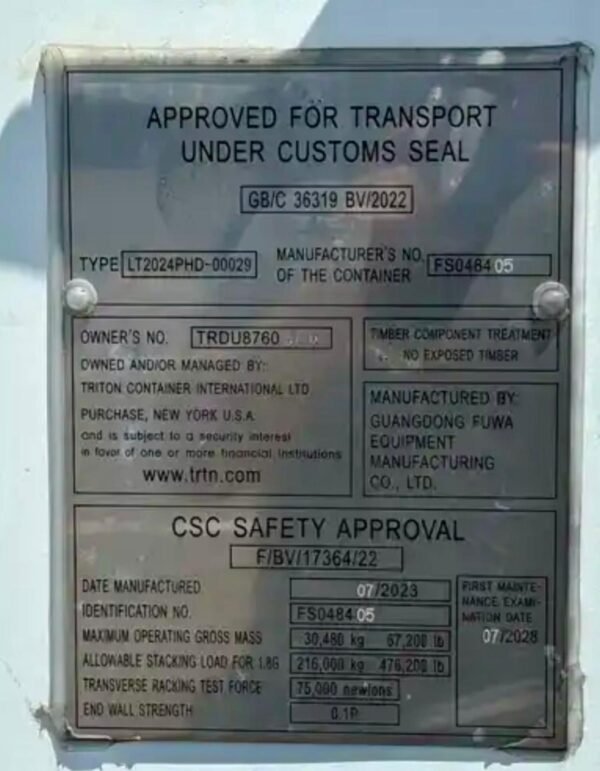 APPROVED FOR TRANSPORT
UNDER CUSTOMS SEAL
GB/C 36319 BV/2022
TYPE LT2024PHD-00029
MANUFACTURER'S NO.
OF THE CONTAINER
FS048405
OWNER'S NO. TRDU8760
OWNED AND/OR MANAGED BY:
TRITON CONTAINER INTERNATIONAL LTD
PURCHASE, NEW YORK U.S.A.
and is subject to a security interest
in favor of one or more financial institutions
www.trtn.com
TIMBER COMPONENT TREATMENT
NO EXPOSED TIMBER
MANUFACTURED BY:
GUANGDONG FUWA
EQUIPMENT
MANUFACTURING
CO., LTD.
CSC SAFETY APPROVAL
F/BV/17364/22
DATE MANUFACTURED 07/2023
IDENTIFICATION NO. FS048405
MAXIMUM OPERATING GROSS MASS 30,480 kg 67,200 lb
ALLOWABLE STACKING LOAD FOR 1.8G 216,000 kg 476,200 lb
TRANSVERSE RACKING TEST FORCE 75,000 newtons
END WALL STRENGTH 0.1P
FIRST MAINTE-
NANCE EXAMI-
NATION DATE
07/2028